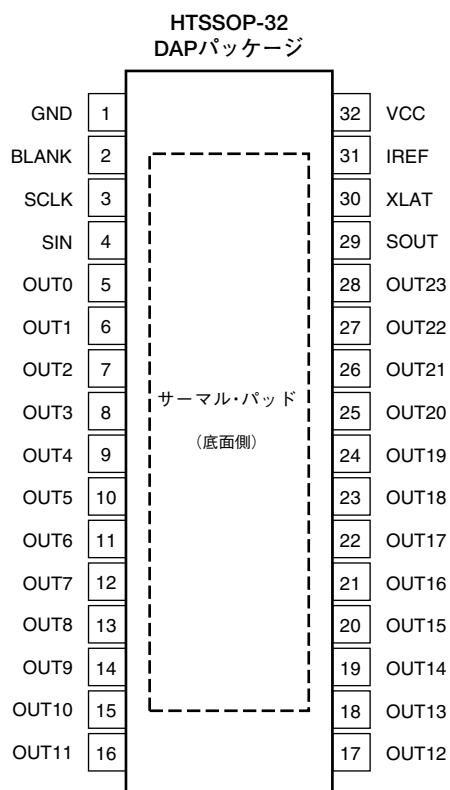 HTSSOP-32
DAPパッケージ
GND 1 32 VCC
BLANK 2 31 IREF
SCLK 3 30 XLAT
SIN 4 29 SOUT
OUT0 5 28 OUT23
OUT1 6 27 OUT22
OUT2 7 26 OUT21
サーマル・パッド
OUT3 8 25 OUT20
(底面側)
OUT4 9 24 OUT19
OUT5 10 23 OUT18
OUT6 11 22 OUT17
OUT7 12 21 OUT16
OUT8 13 20 OUT15
OUT9 14 19 OUT14
OUT10 15 18 OUT13
OUT11 16 17 OUT12